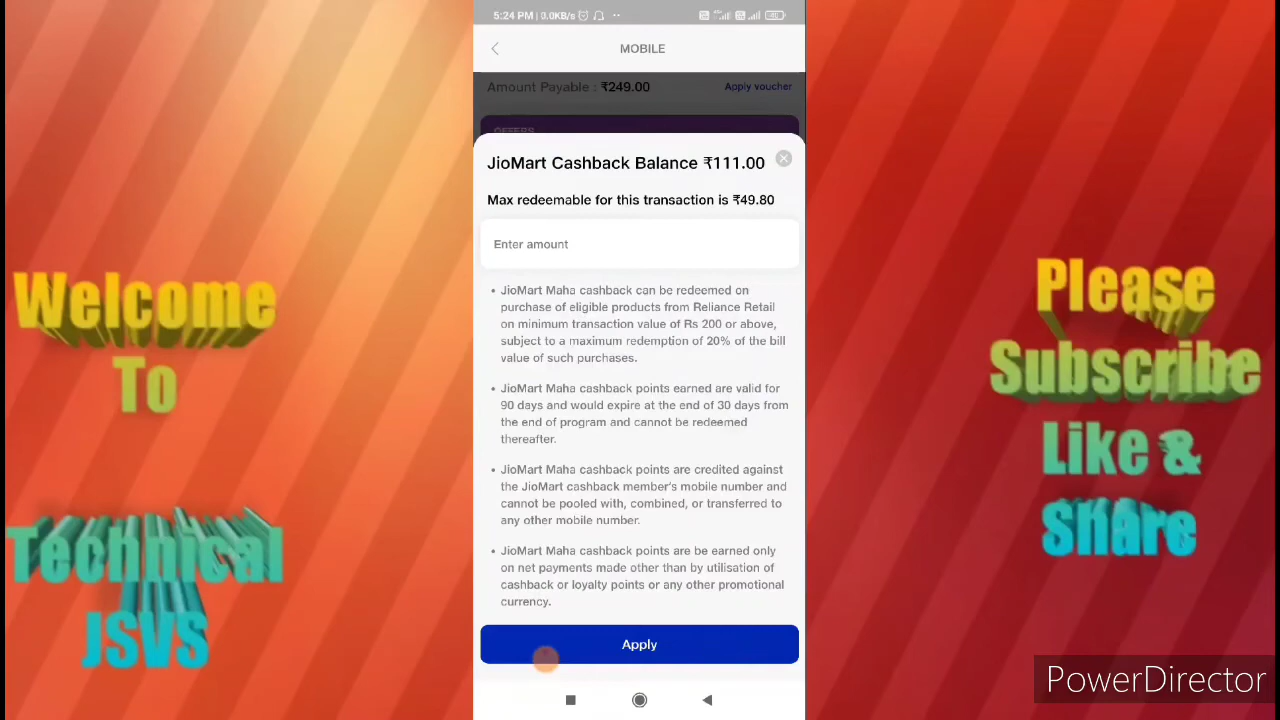 5:24 PM | 0.0KB/s
MOBILE
Amount Payable : ₹249.00 Apply voucher
OFFERS
JioMart Cashback Balance ₹111.00
Max redeemable for this transaction is ₹49.80
Enter amount
• JioMart Maha cashback can be redeemed on
purchase of eligible products from Reliance Retail
on minimum transaction value of Rs 200 or above,
subject to a maximum redemption of 20% of the bill
value of such purchases.
• JioMart Maha cashback points earned are valid for
90 days and would expire at the end of 30 days from
the end of program and cannot be redeemed
thereafter.
• JioMart Maha cashback points are credited against
the JioMart cashback member's mobile number and
cannot be pooled with, combined, or transferred to
any other mobile number.
• JioMart Maha cashback points are be earned only
on net payments made other than by utilisation of
cashback or loyalty points or any other promotional
currency.
Apply
Welcome
To
Technical
JSVS
Please
Subscribe
Like &
Share
PowerDirector